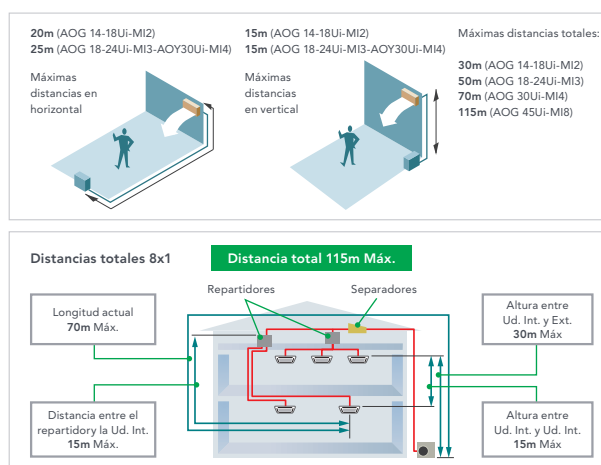 20m (AOG 14-18Ui-MI2)
25m (AOG 18-24Ui-MI3-AOY30Ui-MI4)
Máximas
distancias en
horizontal
15m (AOG 14-18Ui-MI2)
15m (AOG 18-24Ui-MI3-AOY30Ui-MI4)
Máximas
distancias
en vertical
Máximas distancias totales:
30m (AOG 14-18Ui-MI2)
50m (AOG 18-24Ui-MI3)
70m (AOG 30Ui-MI4)
115m (AOG 45Ui-MI8)
Distancias totales 8x1
Distancia total 115m Máx.
Repartidores
Separadores
Longitud actual
70m Máx.
Altura entre
Ud. Int. y Ext.
30m Máx
Distancia entre el
repartidory la Ud. Int.
15m Máx.
Altura entre
Ud. Int. y Ud. Int.
15m Máx